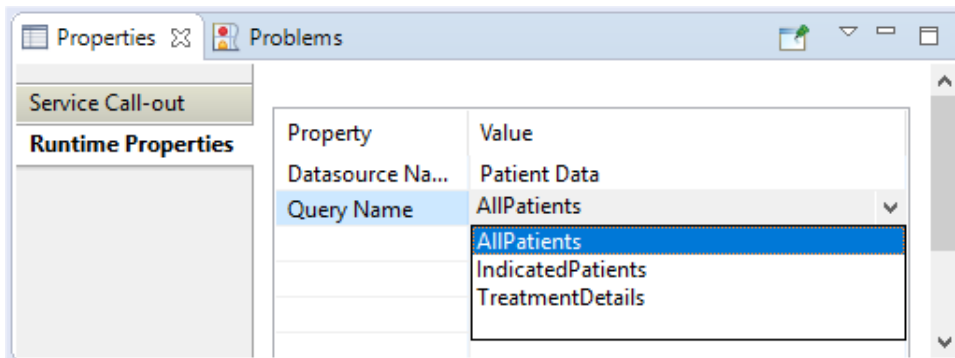 Properties Problems
Service Call-out
Runtime Properties
Property Value
Datasource Na... Patient Data
Query Name AllPatients
AllPatients
IndicatedPatients
TreatmentDetails